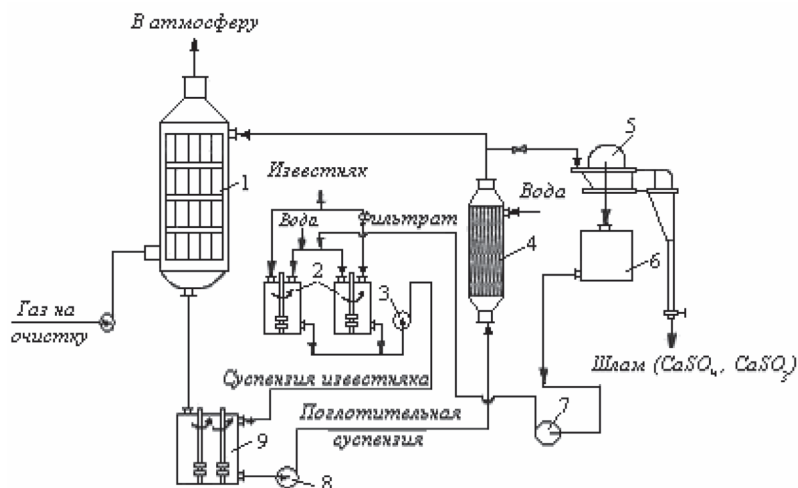 В атмосферу
1
Известняк
Вода
Фильтрат
2
3
4
Вода
5
6
Газ на
очистку
Суспензия известняка
Поглотительная
суспензия
7
8
9
Шлам (CaSO₄, CaSO₃)